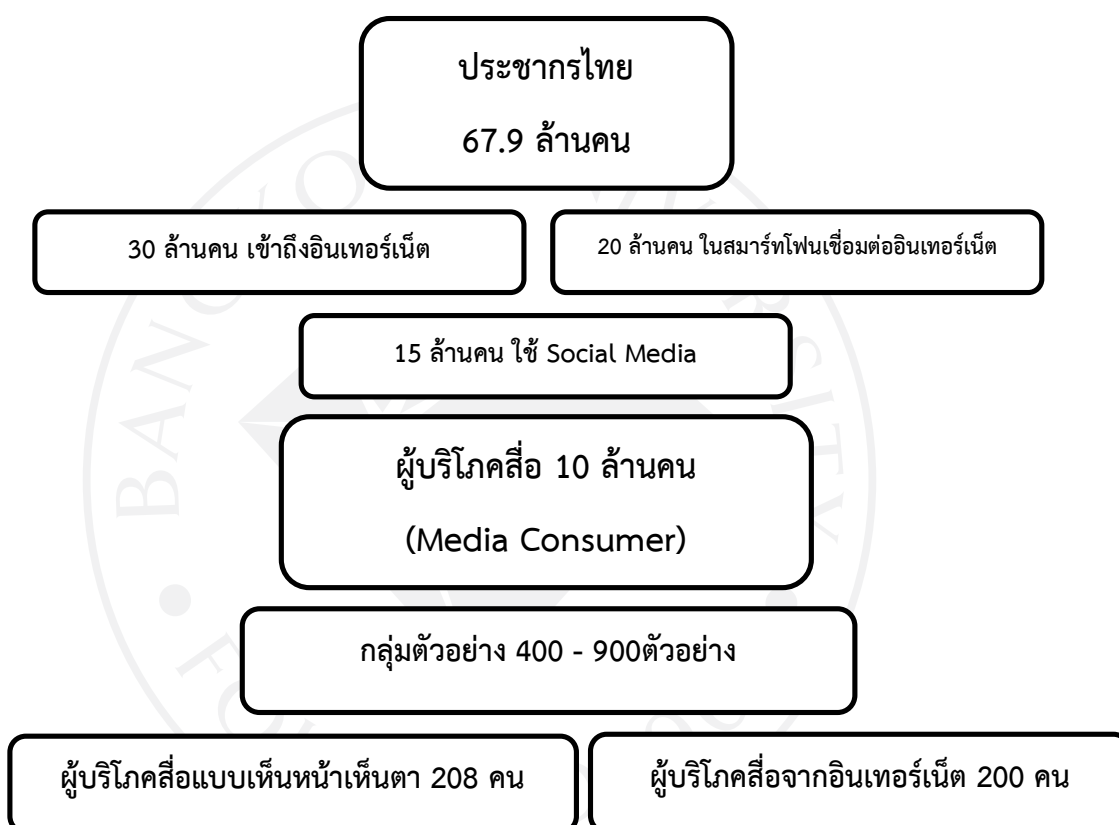 ประชากรไทย
67.9 ล้านคน
30 ล้านคน เข้าถึงอินเทอร์เน็ต
20 ล้านคน ในสมาร์ทโฟนเชื่อมต่ออินเทอร์เน็ต
15 ล้านคน ใช้ Social Media
ผู้บริโภคสื่อ 10 ล้านคน
(Media Consumer)
กลุ่มตัวอย่าง 400 - 900ตัวอย่าง
ผู้บริโภคสื่อแบบเห็นหน้าเห็นตา 208 คน
ผู้บริโภคสื่อจากอินเทอร์เน็ต 200 คน